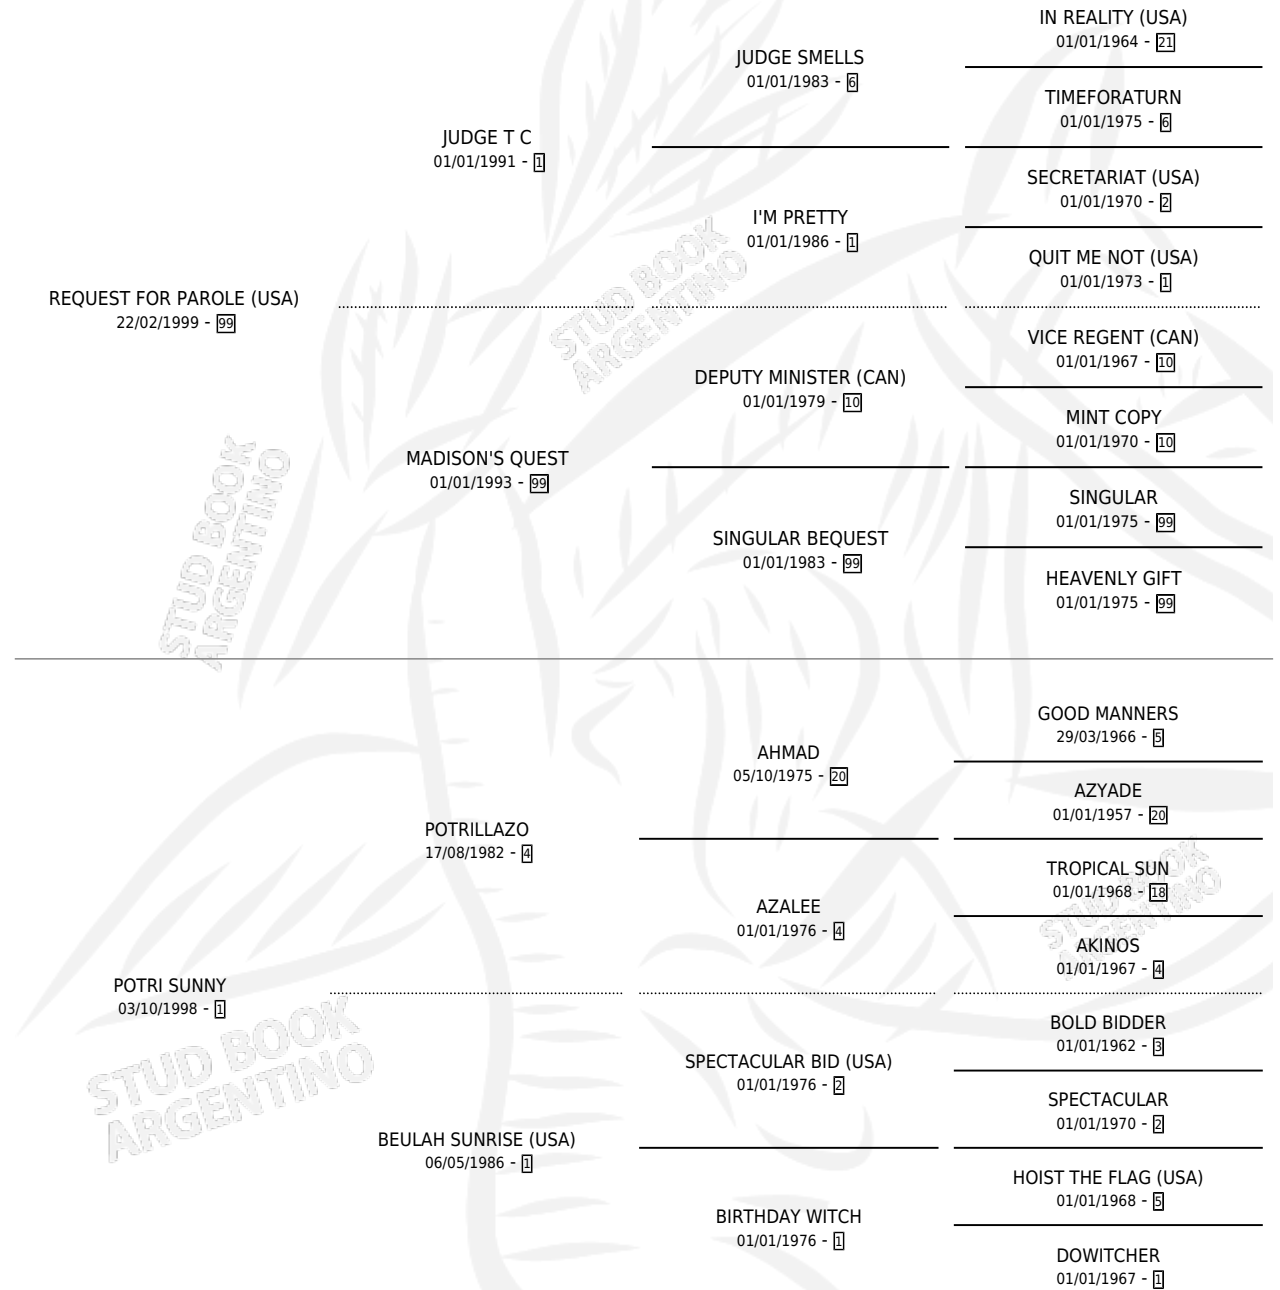 IN REALITY (USA)
01/01/1964 - 21
JUDGE SMELLS
01/01/1983 - 6
TIMEFORATURN
01/01/1975 - 6
JUDGE T C
01/01/1991 - 1
SECRETARIAT (USA)
01/01/1970 - 2
I'M PRETTY
01/01/1986 - 1
QUIT ME NOT (USA)
01/01/1973 - 1
REQUEST FOR PAROLE (USA)
22/02/1999 - 99
VICE REGENT (CAN)
01/01/1967 - 10
DEPUTY MINISTER (CAN)
01/01/1979 - 10
MINT COPY
01/01/1970 - 10
MADISON'S QUEST
01/01/1993 - 99
SINGULAR
01/01/1975 - 99
SINGULAR BEQUEST
01/01/1983 - 99
HEAVENLY GIFT
01/01/1975 - 99
GOOD MANNERS
29/03/1966 - 5
AHMAD
05/10/1975 - 20
AZYADE
01/01/1957 - 20
POTRILLAZO
17/08/1982 - 4
TROPICAL SUN
01/01/1968 - 18
AZALEE
01/01/1976 - 4
AKINOS
01/01/1967 - 4
POTRI SUNNY
03/10/1998 - 1
BOLD BIDDER
01/01/1962 - 3
SPECTACULAR BID (USA)
01/01/1976 - 2
SPECTACULAR
01/01/1970 - 2
BEULAH SUNRISE (USA)
06/05/1986 - 1
HOIST THE FLAG (USA)
01/01/1968 - 5
BIRTHDAY WITCH
01/01/1976 - 1
DOWITCHER
01/01/1967 - 1
STUD BOOK
ARGENTINO
STUD BOOK
ARGENTINO
STUD BOOK
ARGENTINO
STUD BOOK
ARGENTINO